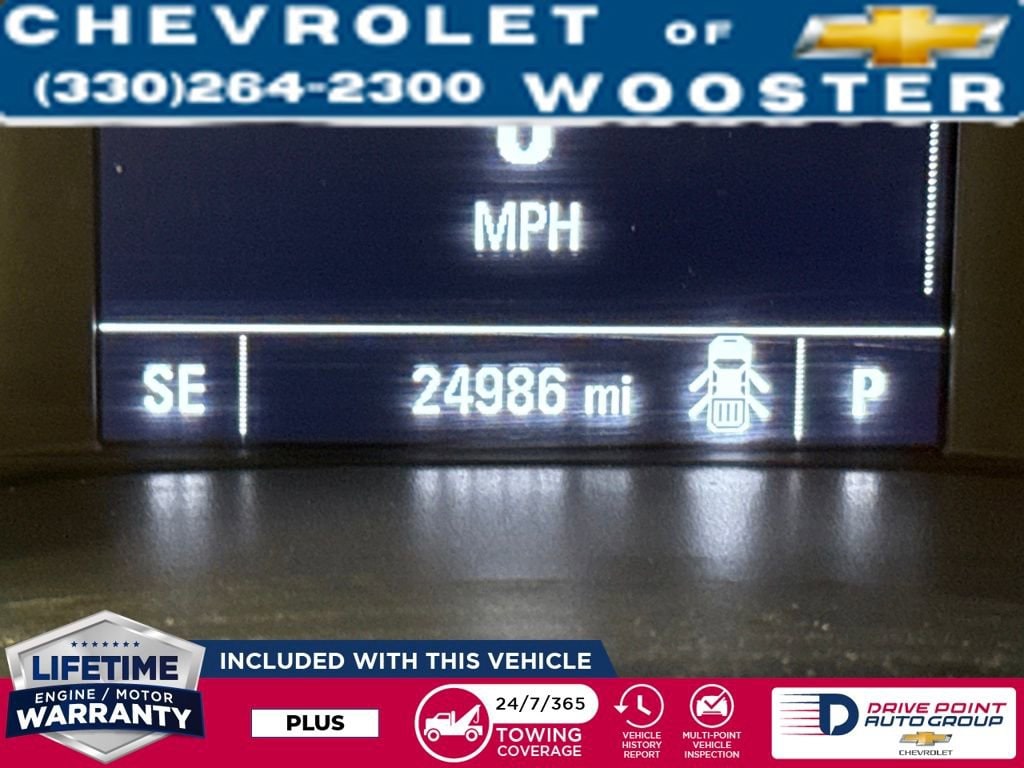 CHEVROLET OF
(330)264-2300 WOOSTER
0
MPH
SE 24986 mi P
LIFETIME
ENGINE / MOTOR
WARRANTY
INCLUDED WITH THIS VEHICLE
PLUS
24/7/365
TOWING
COVERAGE
VEHICLE
HISTORY
REPORT
MULTI-POINT
VEHICLE
INSPECTION
D DRIVE POINT
AUTO GROUP
CHEVROLET